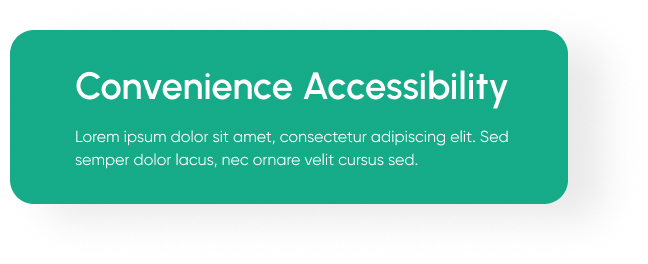 Convenience Accessibility
Lorem ipsum dolor sit amet, consectetur adipiscing elit. Sed
semper dolor lacus, nec ornare velit cursus sed.